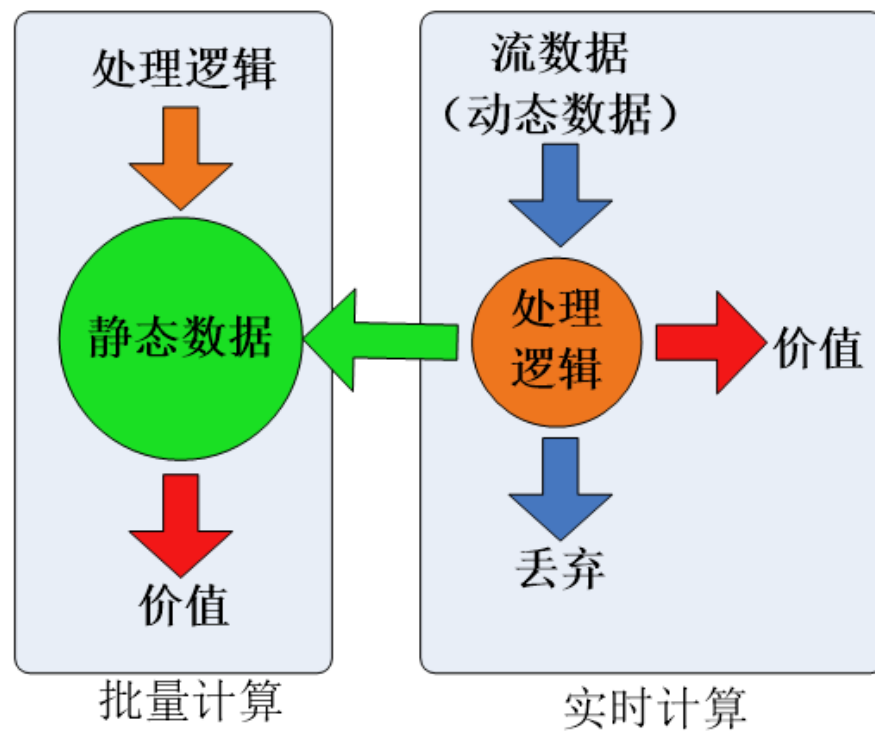 处理逻辑
静态数据
价值
批量计算
流数据
（动态数据）
处理
逻辑
价值
丢弃
实时计算